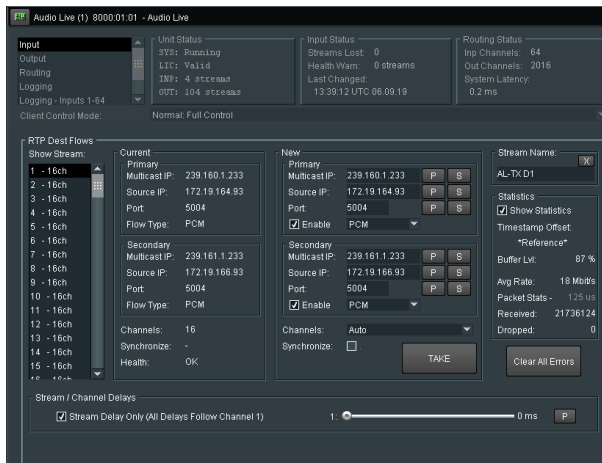 Audio Live (1) 8000:01:01 - Audio Live
Input
Output
Routing
Logging
Logging - Inputs 1-64
Unit Status
SYS: Running
LIC: Valid
INP: 4 streams
OUT: 104 streams
Input Status
Streams Lost: 0
Health Warn: 0 streams
Last Changed:
13:39:12 UTC 06.09.19
Routing Status
Inp Channels: 64
Out Channels: 2016
System Latency:
0.2 ms
Client Control Mode: Normal: Full Control
RTP Dest Flows
Show Stream:
1 - 16ch
2 - 16ch
3 - 16ch
4 - 16ch
5 - 16ch
6 - 16ch
7 - 16ch
8 - 16ch
9 - 16ch
10 - 16ch
11 - 16ch
12 - 16ch
13 - 16ch
14 - 16ch
15 - 16ch
16 - 16ch
Current
Primary
Multicast IP: 239.160.1.233
Source IP: 172.19.164.93
Port: 5004
Flow Type: PCM
Secondary
Multicast IP: 239.161.1.233
Source IP: 172.19.166.93
Port: 5004
Flow Type: PCM
Channels: 16
Synchronize: -
Health: OK
New
Primary
Multicast IP: 239.160.1.233 P S
Source IP: 172.19.164.93 P S
Port: 5004 P S
Enable PCM
Secondary
Multicast IP: 239.161.1.233 P S
Source IP: 172.19.166.93 P S
Port: 5004 P S
Enable PCM
Channels: Auto
Synchronize: .
TAKE
Stream Name: X
AL-TX D1
Statistics
Show Statistics
Timestamp Offset:
*Reference*
Buffer Lvl: 87 %
Avg Rate: 18 Mbit/s
Packet Stats - 125 us
Received: 21736124
Dropped: 0
Clear All Errors
Stream / Channel Delays
Stream Delay Only (All Delays Follow Channel 1) 1: 0 ms P